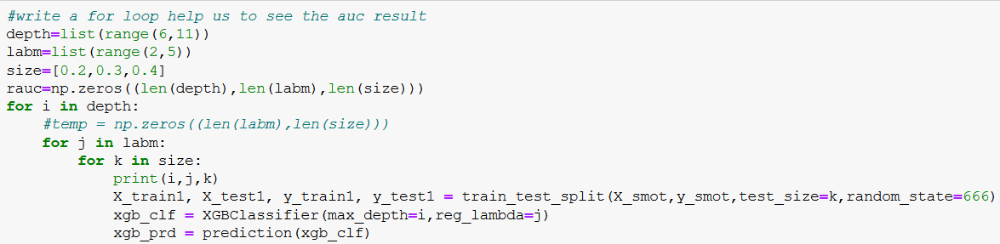 #write a for loop help us to see the auc result
depth=list(range(6,11))
labm=list(range(2,5))
size=[0.2,0.3,0.4]
rauc=np.zeros((len(depth),len(labm),len(size)))
for i in depth:
    #temp = np.zeros((len(labm),len(size)))
    for j in labm:
        for k in size:
            print(i,j,k)
            X_train1, X_test1, y_train1, y_test1 = train_test_split(X_smot,y_smot,test_size=k,random_state=666)
            xgb_clf = XGBClassifier(max_depth=i,reg_lambda=j)
            xgb_prd = prediction(xgb_clf)